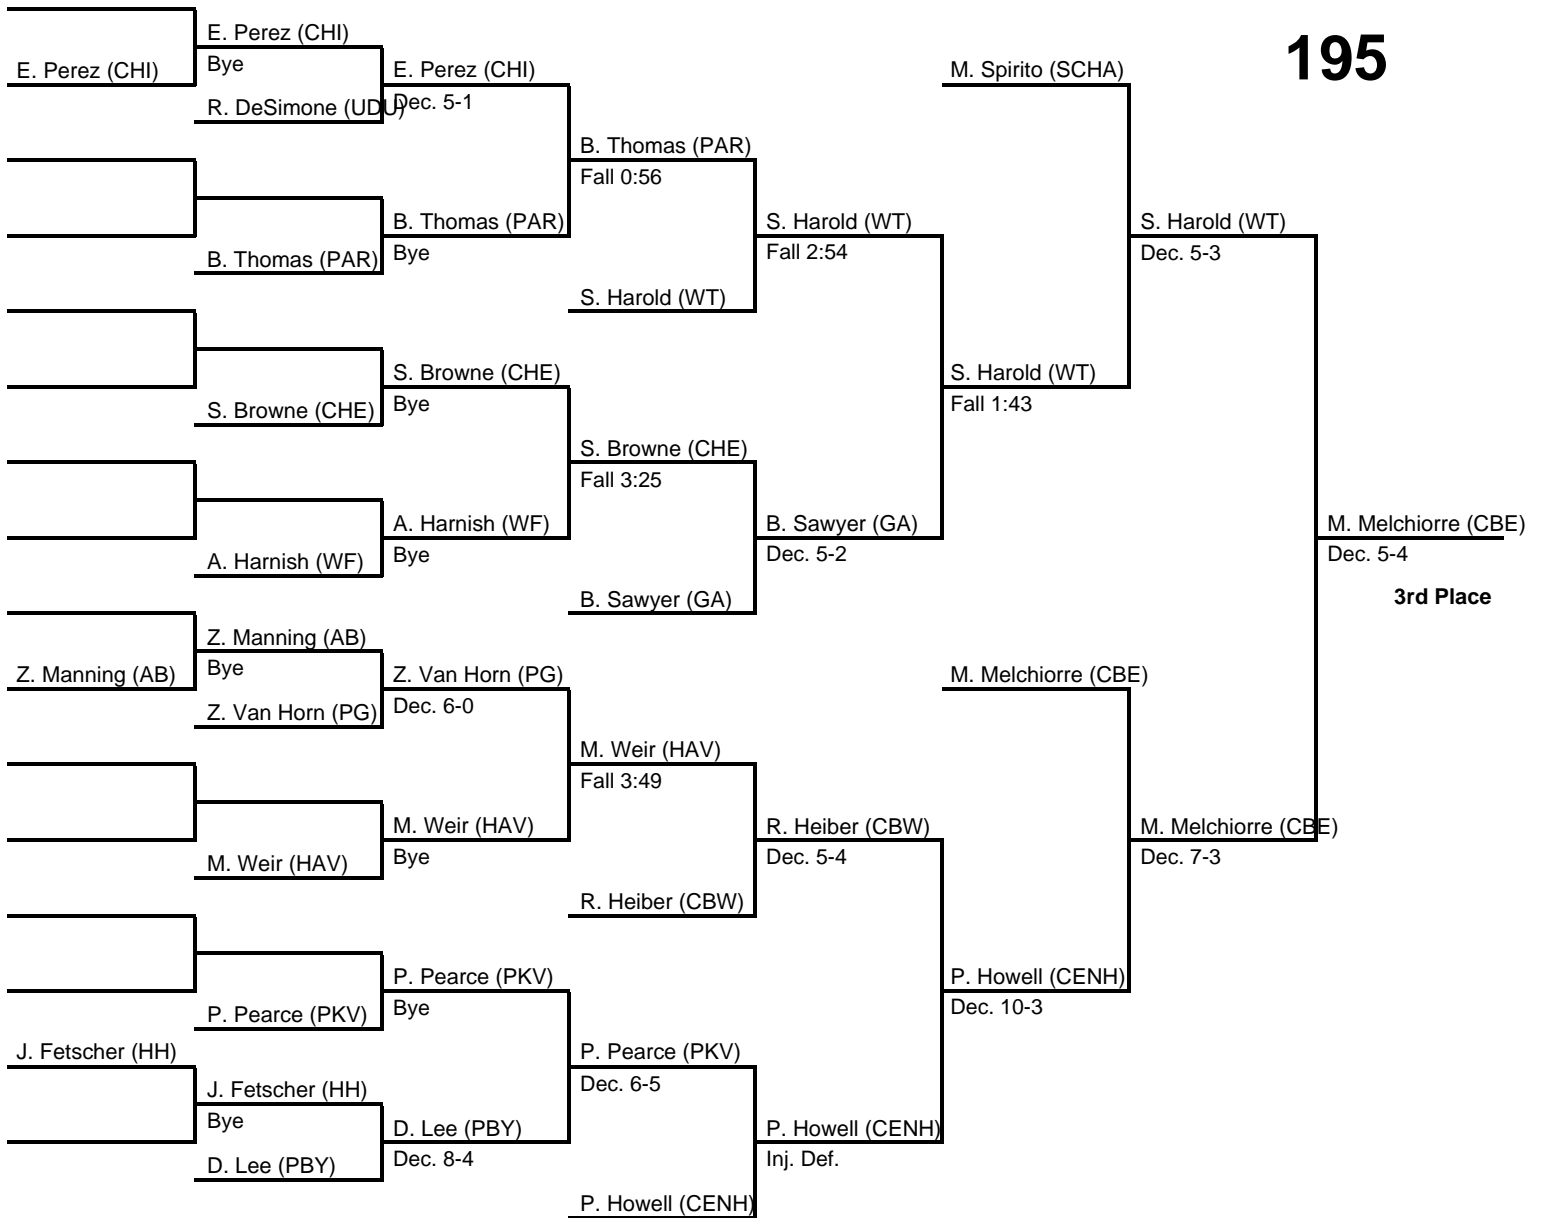 195
E. Perez (CHI)
E. Perez (CHI)
Bye
R. DeSimone (UDU)
B. Thomas (PAR)
S. Browne (CHE)
A. Harnish (WF)
Z. Manning (AB)
Z. Manning (AB)
Bye
Z. Van Horn (PG)
M. Weir (HAV)
P. Pearce (PKV)
J. Fetscher (HH)
J. Fetscher (HH)
Bye
D. Lee (PBY)
E. Perez (CHI)
Dec. 5-1
B. Thomas (PAR)
Bye
S. Browne (CHE)
Bye
A. Harnish (WF)
Bye
Z. Van Horn (PG)
Dec. 6-0
M. Weir (HAV)
Bye
P. Pearce (PKV)
Bye
D. Lee (PBY)
Dec. 8-4
B. Thomas (PAR)
Fall 0:56
S. Harold (WT)
S. Browne (CHE)
Fall 3:25
B. Sawyer (GA)
M. Weir (HAV)
Fall 3:49
R. Heiber (CBW)
P. Pearce (PKV)
Dec. 6-5
P. Howell (CENH)
S. Harold (WT)
Fall 2:54
B. Sawyer (GA)
Dec. 5-2
R. Heiber (CBW)
Dec. 5-4
P. Howell (CENH)
Inj. Def.
M. Spirito (SCHA)
S. Harold (WT)
Fall 1:43
M. Melchiorre (CBE)
P. Howell (CENH)
Dec. 10-3
S. Harold (WT)
Dec. 5-3
M. Melchiorre (CBE)
Dec. 7-3
M. Melchiorre (CBE)
Dec. 5-4
3rd Place